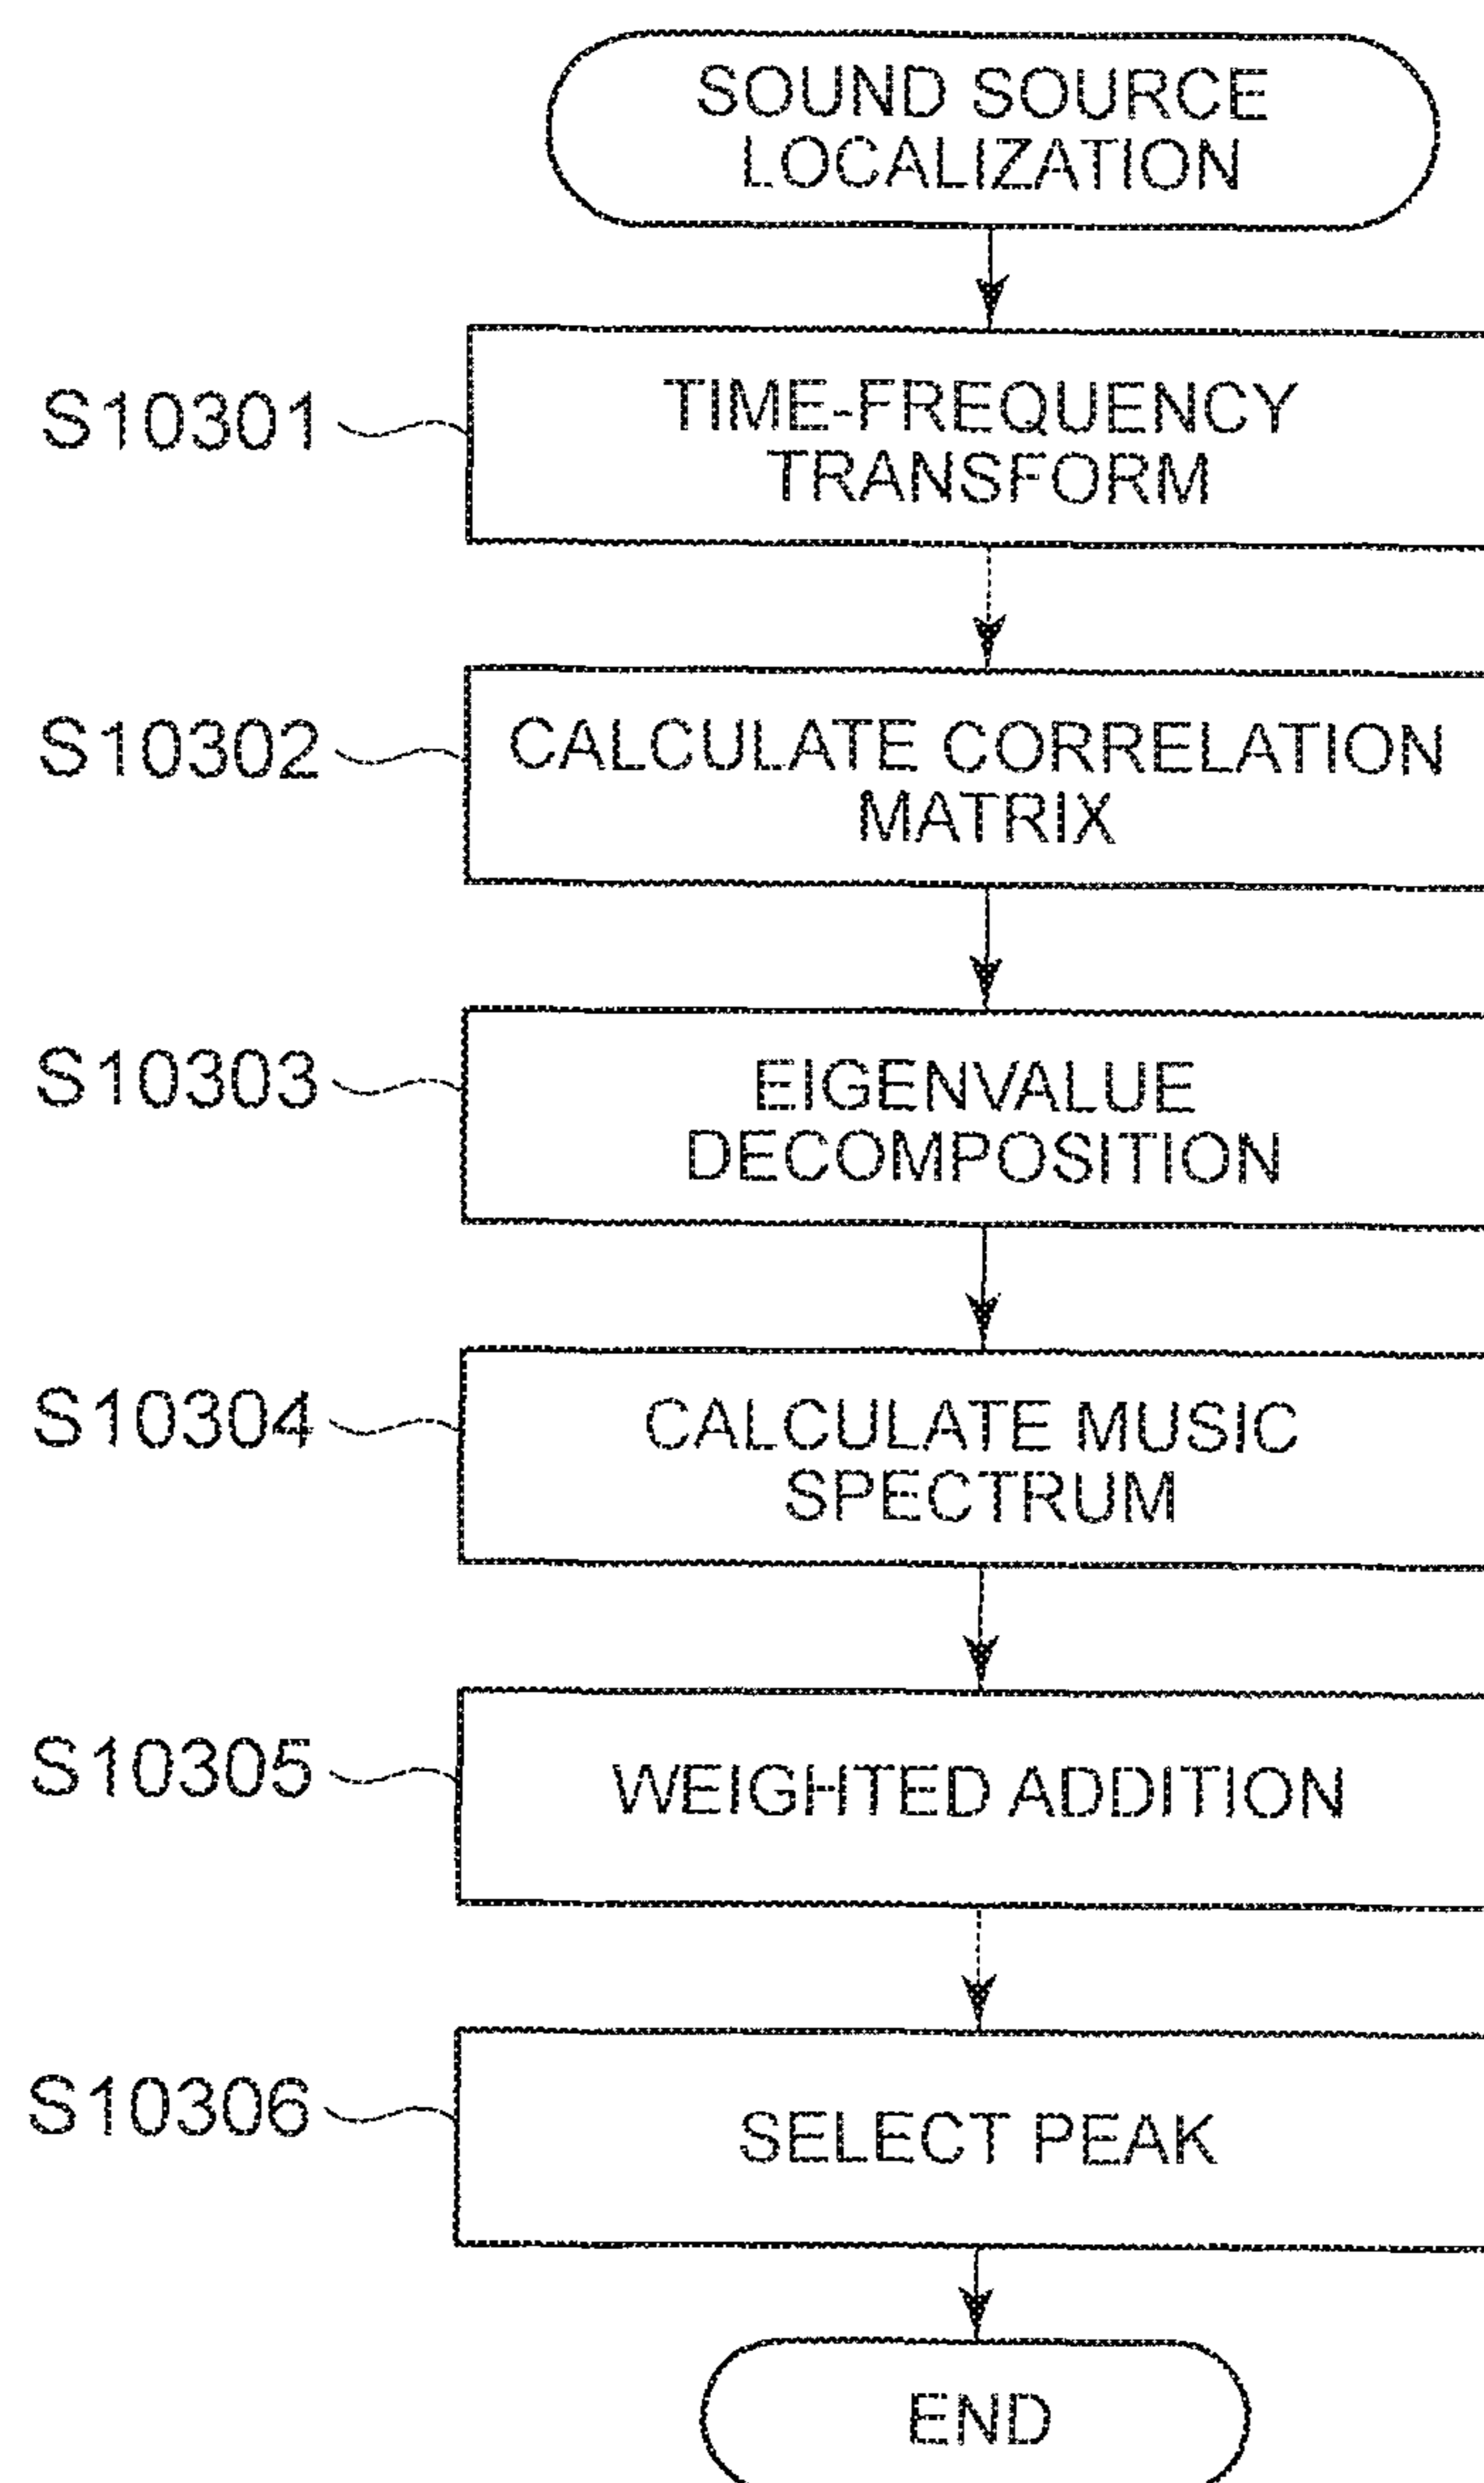 SOUND SOURCE
LOCALIZATION
S10301
TIME-FREQUENCY
TRANSFORM
S10302
CALCULATE CORRELATION
MATRIX
S10303
EIGENVALUE
DECOMPOSITION
S10304
CALCULATE MUSIC
SPECTRUM
S10305
WEIGHTED ADDITION
S10306
SELECT PEAK
END